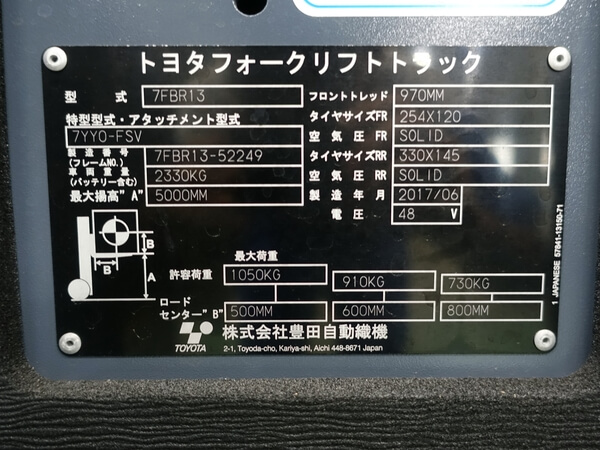 トヨタフォークリフトトラック
型式 7FBR13
特型型式・アタッチメント型式
7YY0-FSV
製造番号(フレームNO.) 7FBR13-52249
車両重量(バッテリー含む) 2330KG
最大揚高"A" 5000MM
フロントトレッド 970MM
タイヤサイズFR 254X120
空気圧FR SOLID
タイヤサイズRR 330X145
空気圧RR SOLID
製造年月 2017/06
電圧 48 V
B
B
A
最大荷重
許容荷重 1050KG 910KG 730KG
ロードセンター"B" 500MM 600MM 800MM
TOYOTA
株式会社豊田自動織機
2-1, Toyoda-cho, Kariya-shi, Aichi 448-8671 Japan
1 JAPANESE 57841-13150-71